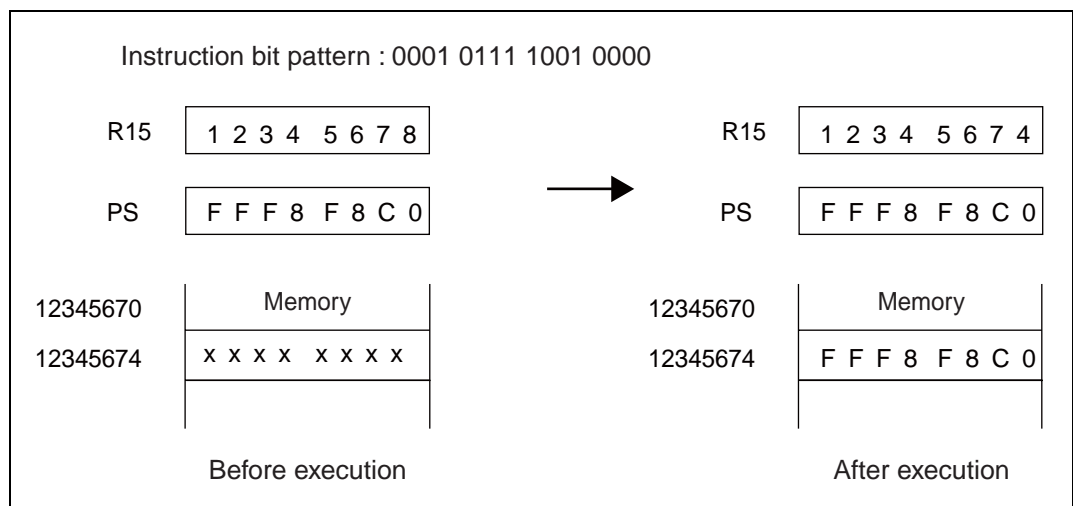 Instruction bit pattern : 0001 0111 1001 0000
R15 1 2 3 4 5 6 7 8 R15 1 2 3 4 5 6 7 4
PS F F F 8 F 8 C 0 PS F F F 8 F 8 C 0
12345670 Memory 12345670 Memory
12345674 x x x x x x x x 12345674 F F F 8 F 8 C 0
Before execution After execution